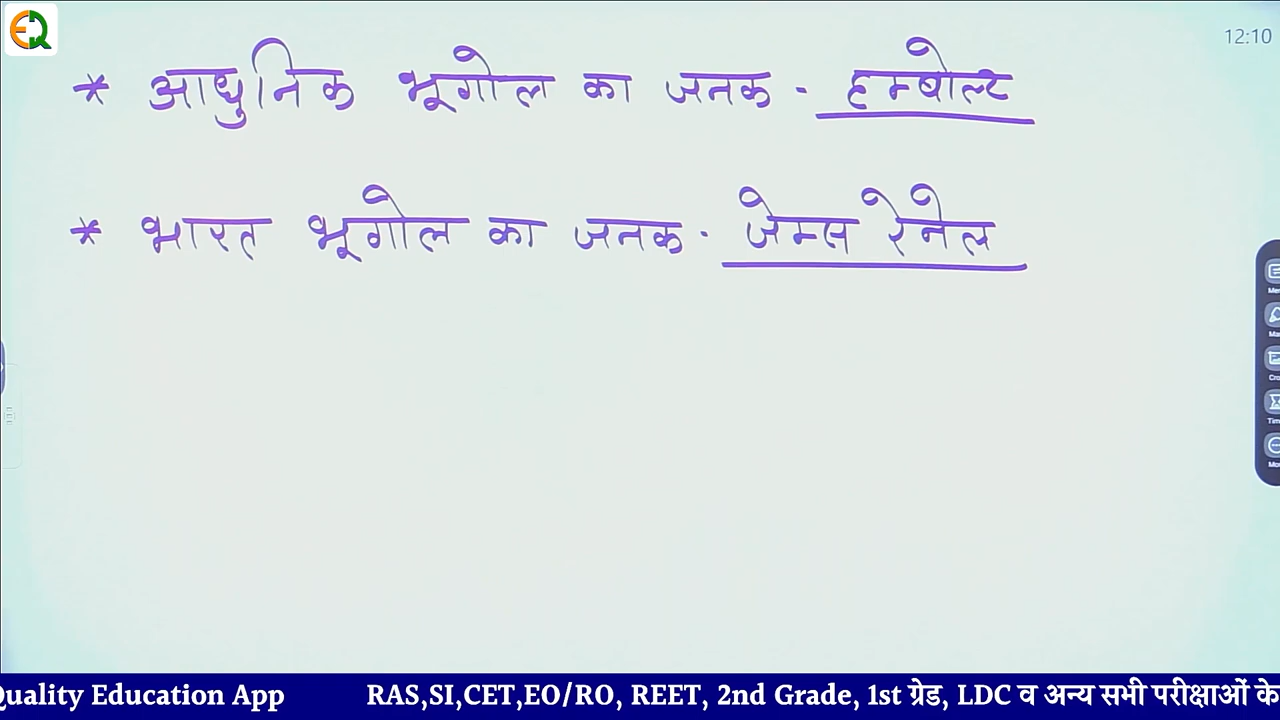 12:10
* आधुनिक भूगोल का जनक - हम्बोल्ट
* भारत भूगोल का जनक - जेम्स रेनेल
Quality Education App RAS,SI,CET,EO/RO, REET, 2nd Grade, 1st ग्रेड, LDC व अन्य सभी परीक्षाओं के